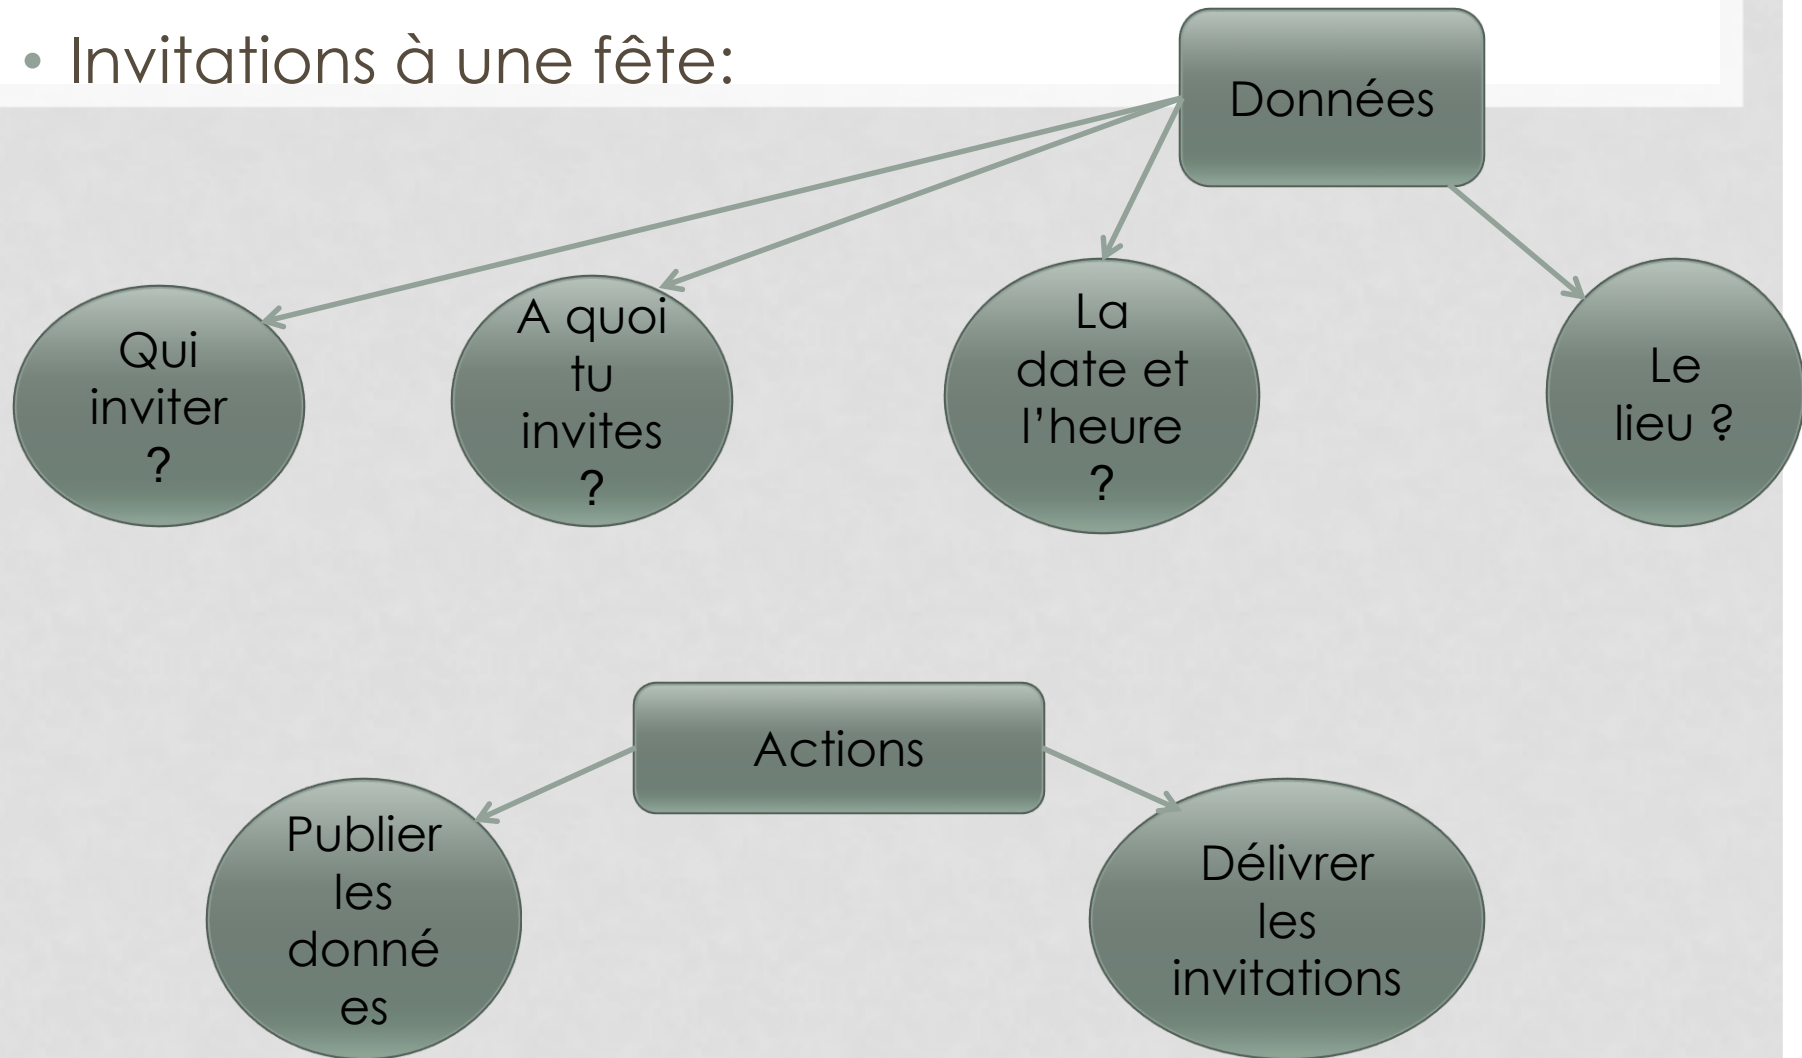 • Invitations à une fête:
Données
Qui
inviter
?
A quoi
tu
invites
?
La
date et
l’heure
?
Le
lieu ?
Actions
Publier
les
donné
es
Délivrer
les
invitations